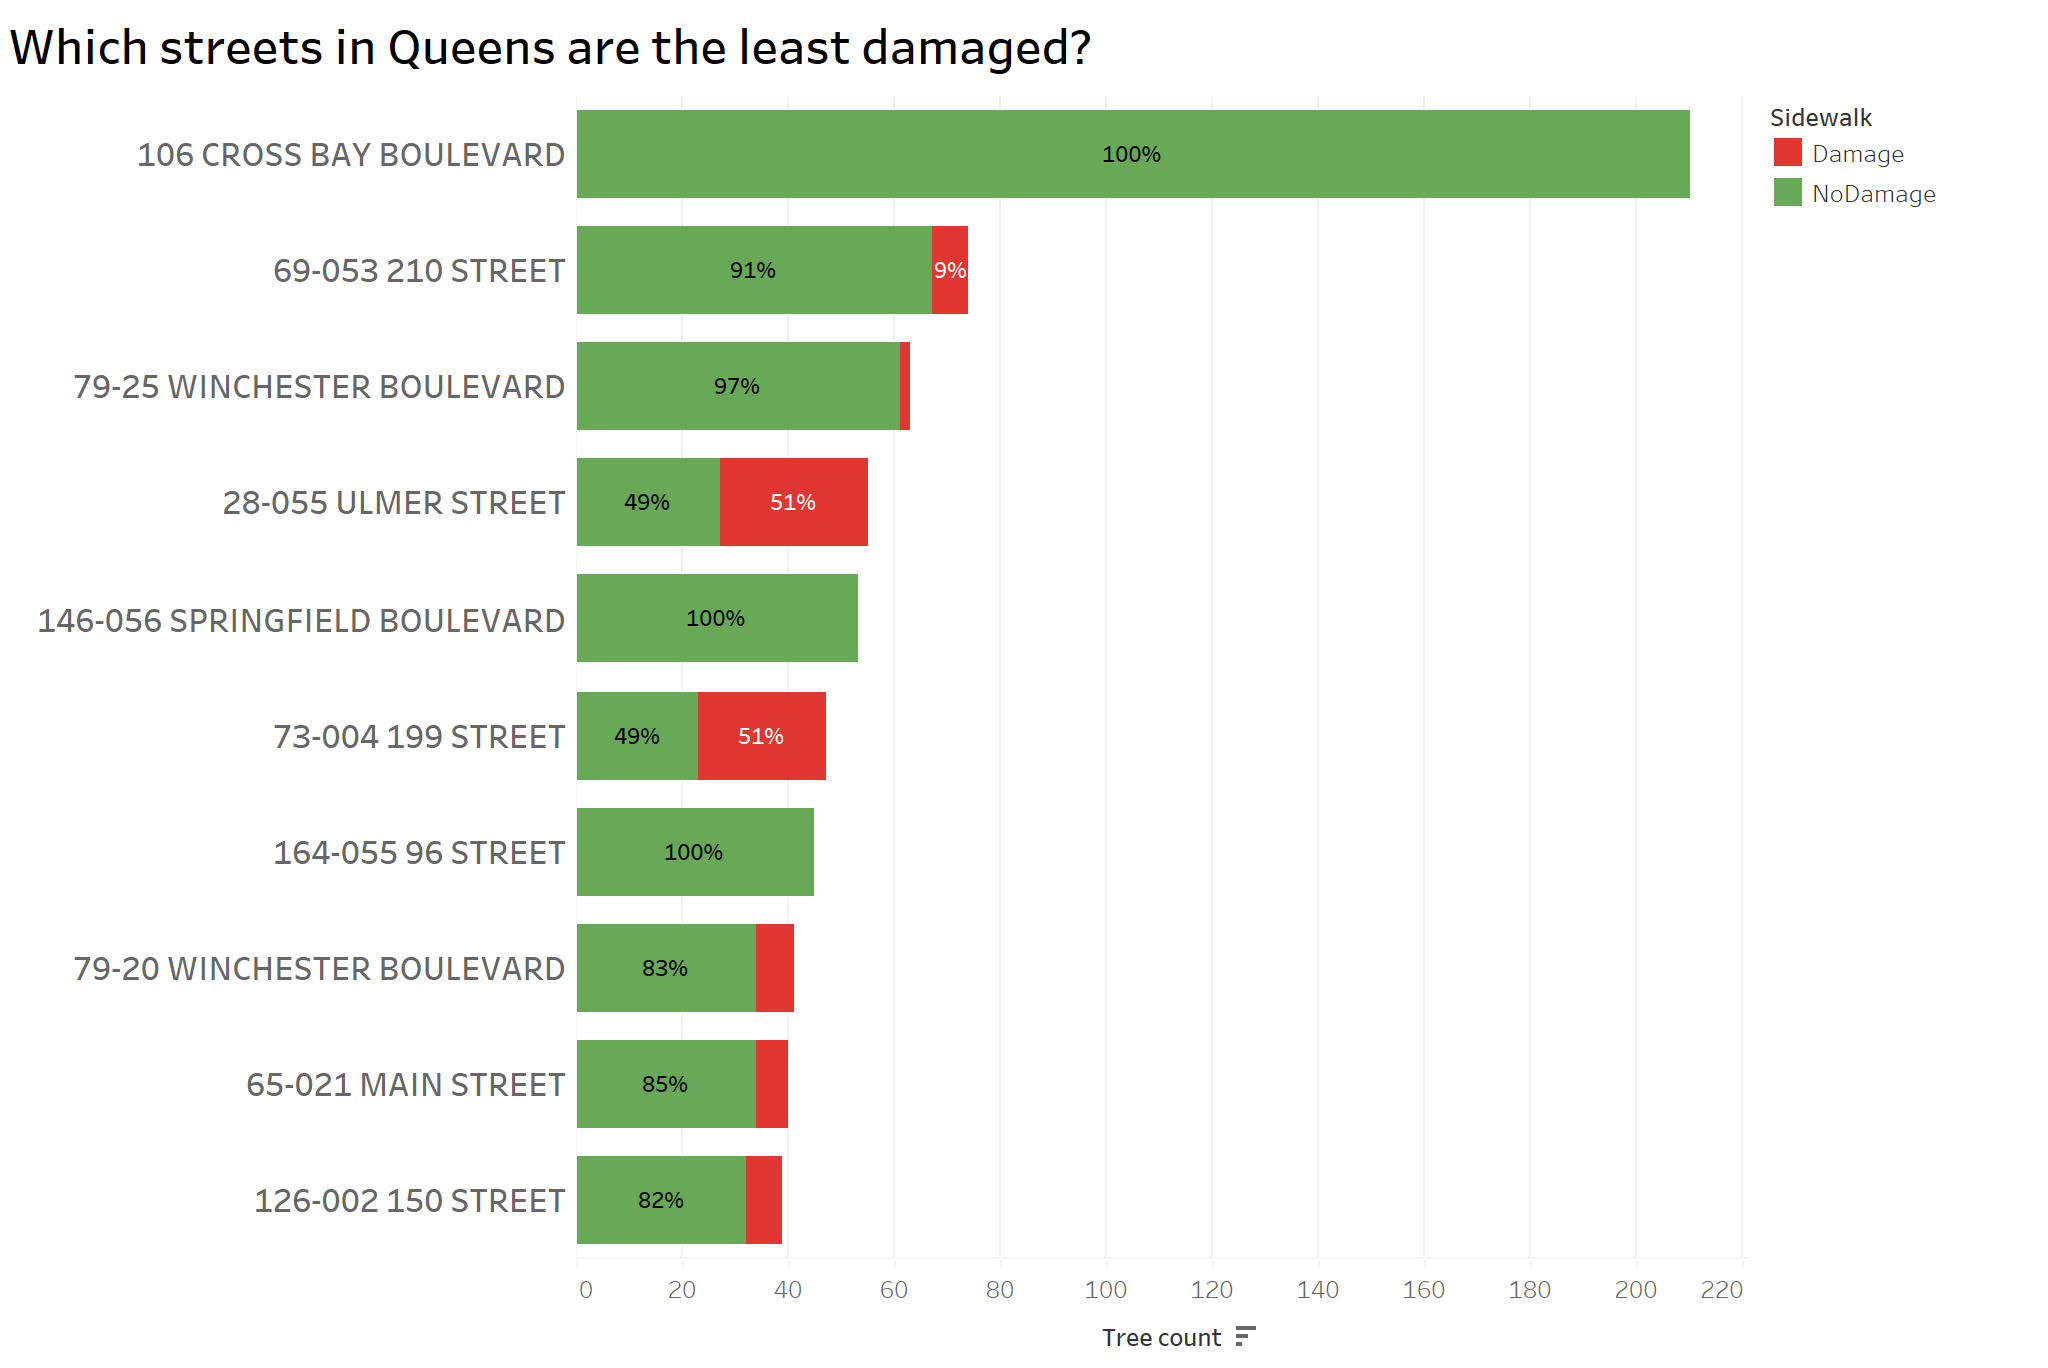 Which streets in Queens are the least damaged?
Sidewalk
Damage
NoDamage
106 CROSS BAY BOULEVARD
100%
69-053 210 STREET
91%
9%
79-25 WINCHESTER BOULEVARD
97%
28-055 ULMER STREET
49%
51%
146-056 SPRINGFIELD BOULEVARD
100%
73-004 199 STREET
49%
51%
164-055 96 STREET
100%
79-20 WINCHESTER BOULEVARD
83%
65-021 MAIN STREET
85%
126-002 150 STREET
82%
0 20 40 60 80 100 120 140 160 180 200 220
Tree count